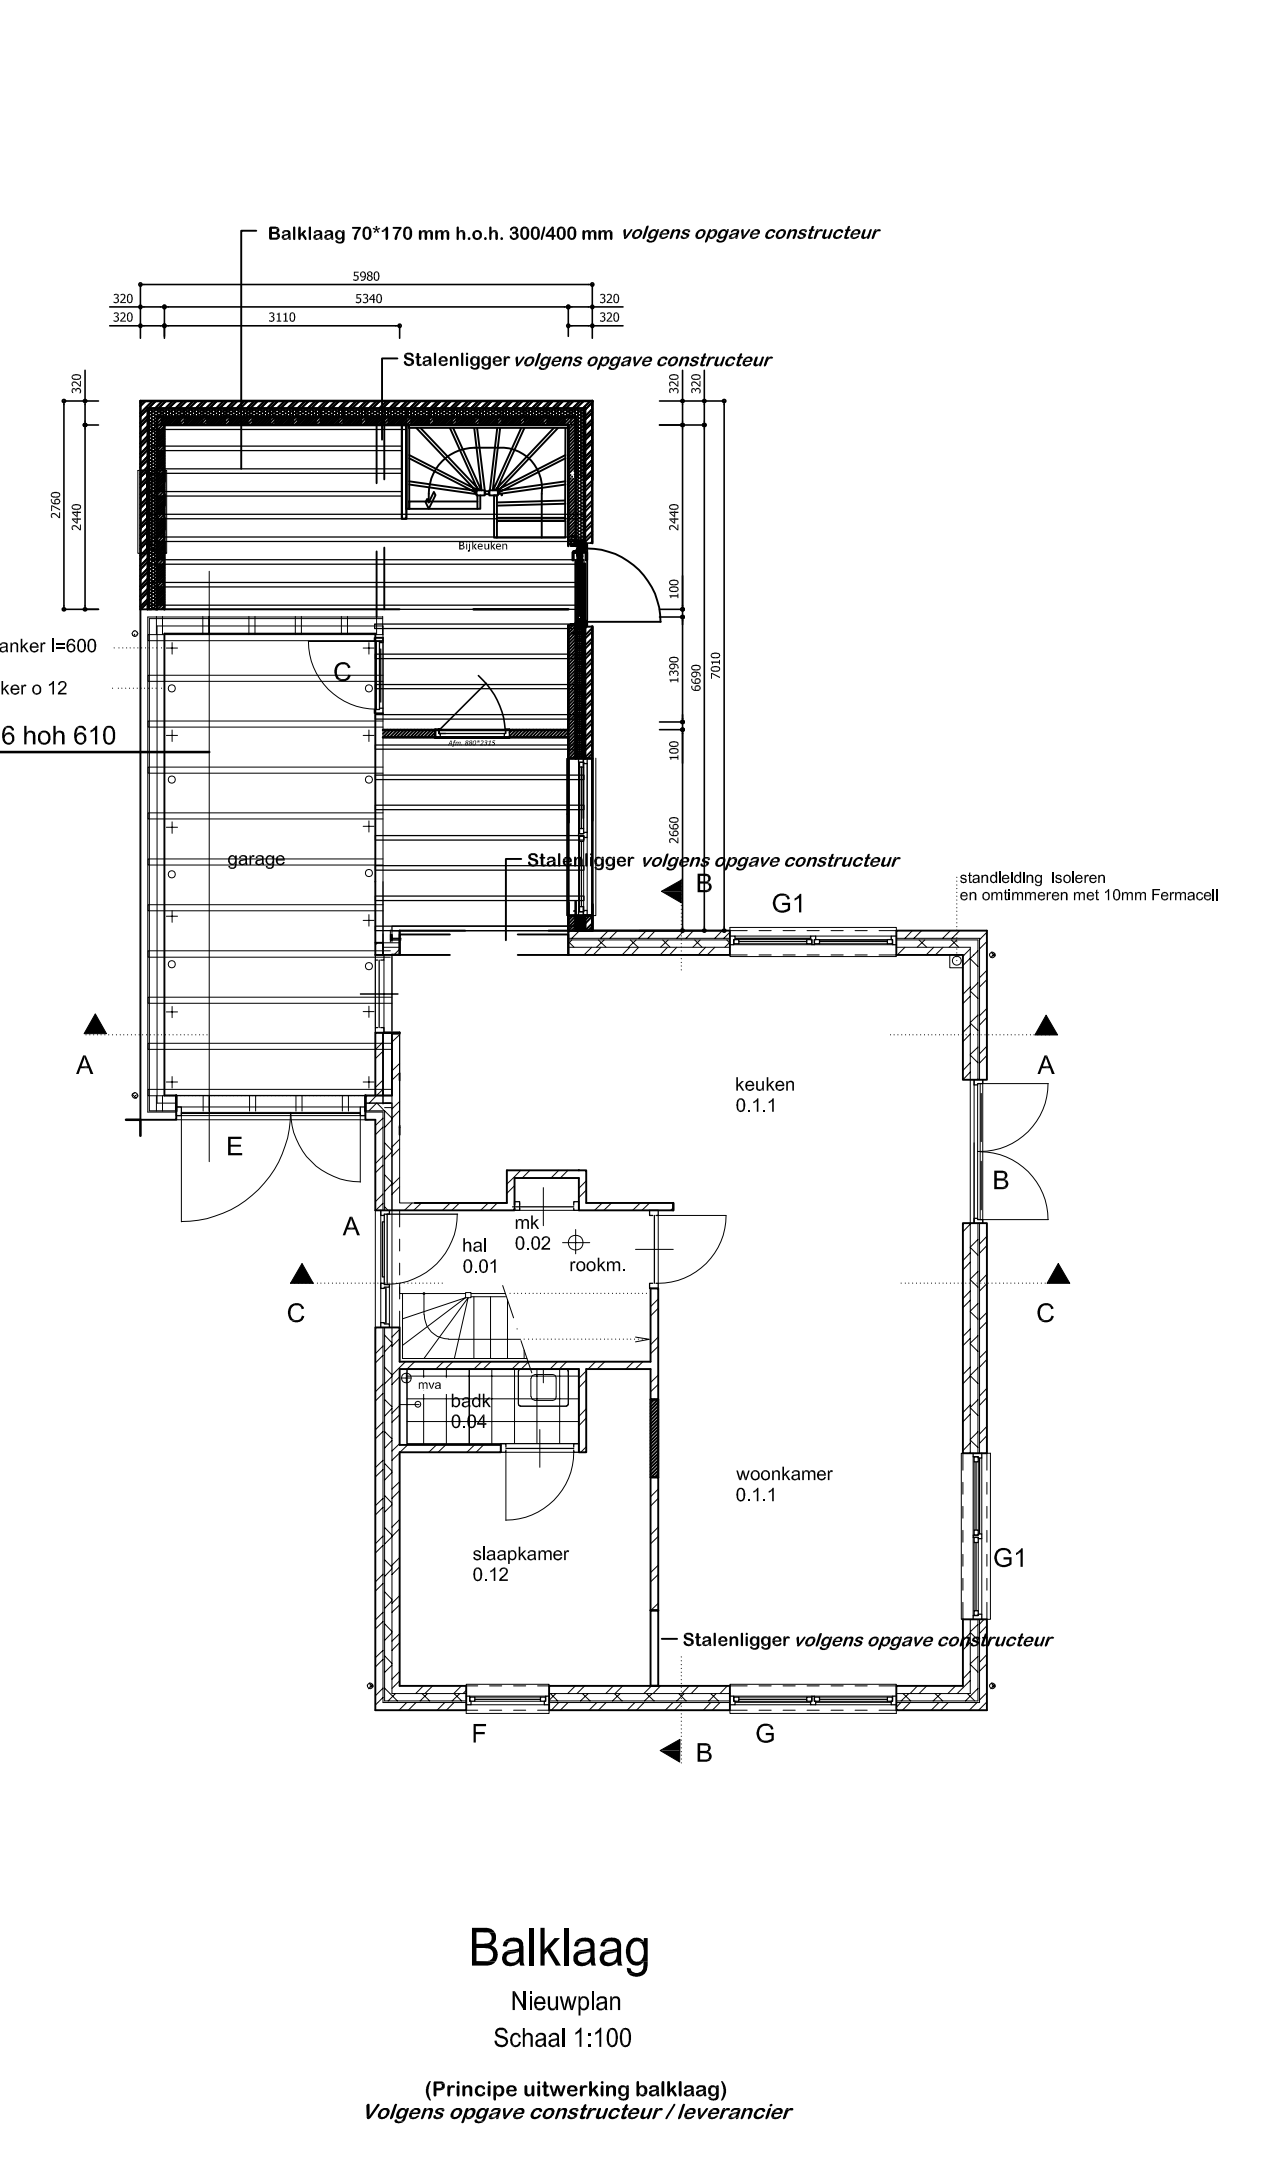 Balklaag 70*170 mm h.o.h. 300/400 mm volgens opgave constructeur
5980
320 5340 320
320 3110 320
Stalenligger volgens opgave constructeur
320
320 320
2760
2440
2440
Bijkeuken
100
anker l=600
C
1390
6690
7010
ker o 12
6 hoh 610
Afm. 880*2315
100
2660
garage
Stalenligger volgens opgave constructeur
B
standleiding isoleren
en omtimmeren met 10mm Fermacell
G1
A
A
keuken
0.1.1
E
B
A
mk
0.02
hal
0.01
rookm.
C
C
mva
badk
0.04
woonkamer
0.1.1
slaapkamer
0.12
G1
Stalenligger volgens opgave constructeur
F
G
B
Balklaag
Nieuwplan
Schaal 1:100
(Principe uitwerking balklaag)
Volgens opgave constructeur / leverancier